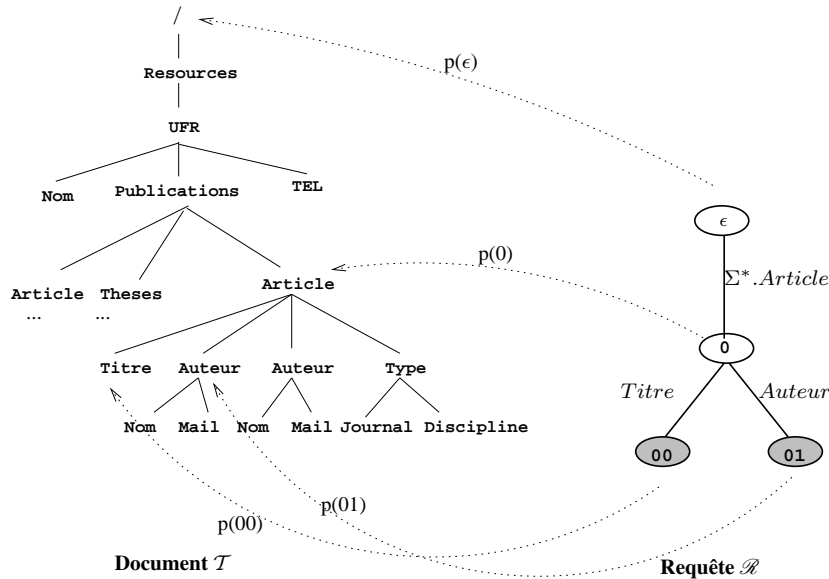 /
p(ϵ)
Resources
UFR
Nom Publications TEL
ϵ
p(0)
Σ*.Article
Article Theses Article
... ...
0
Titre Auteur Auteur Type
Titre Auteur
Nom Mail Nom Mail Journal Discipline
00 01
p(00) p(01)
Document 𝒯 Requête ℛ